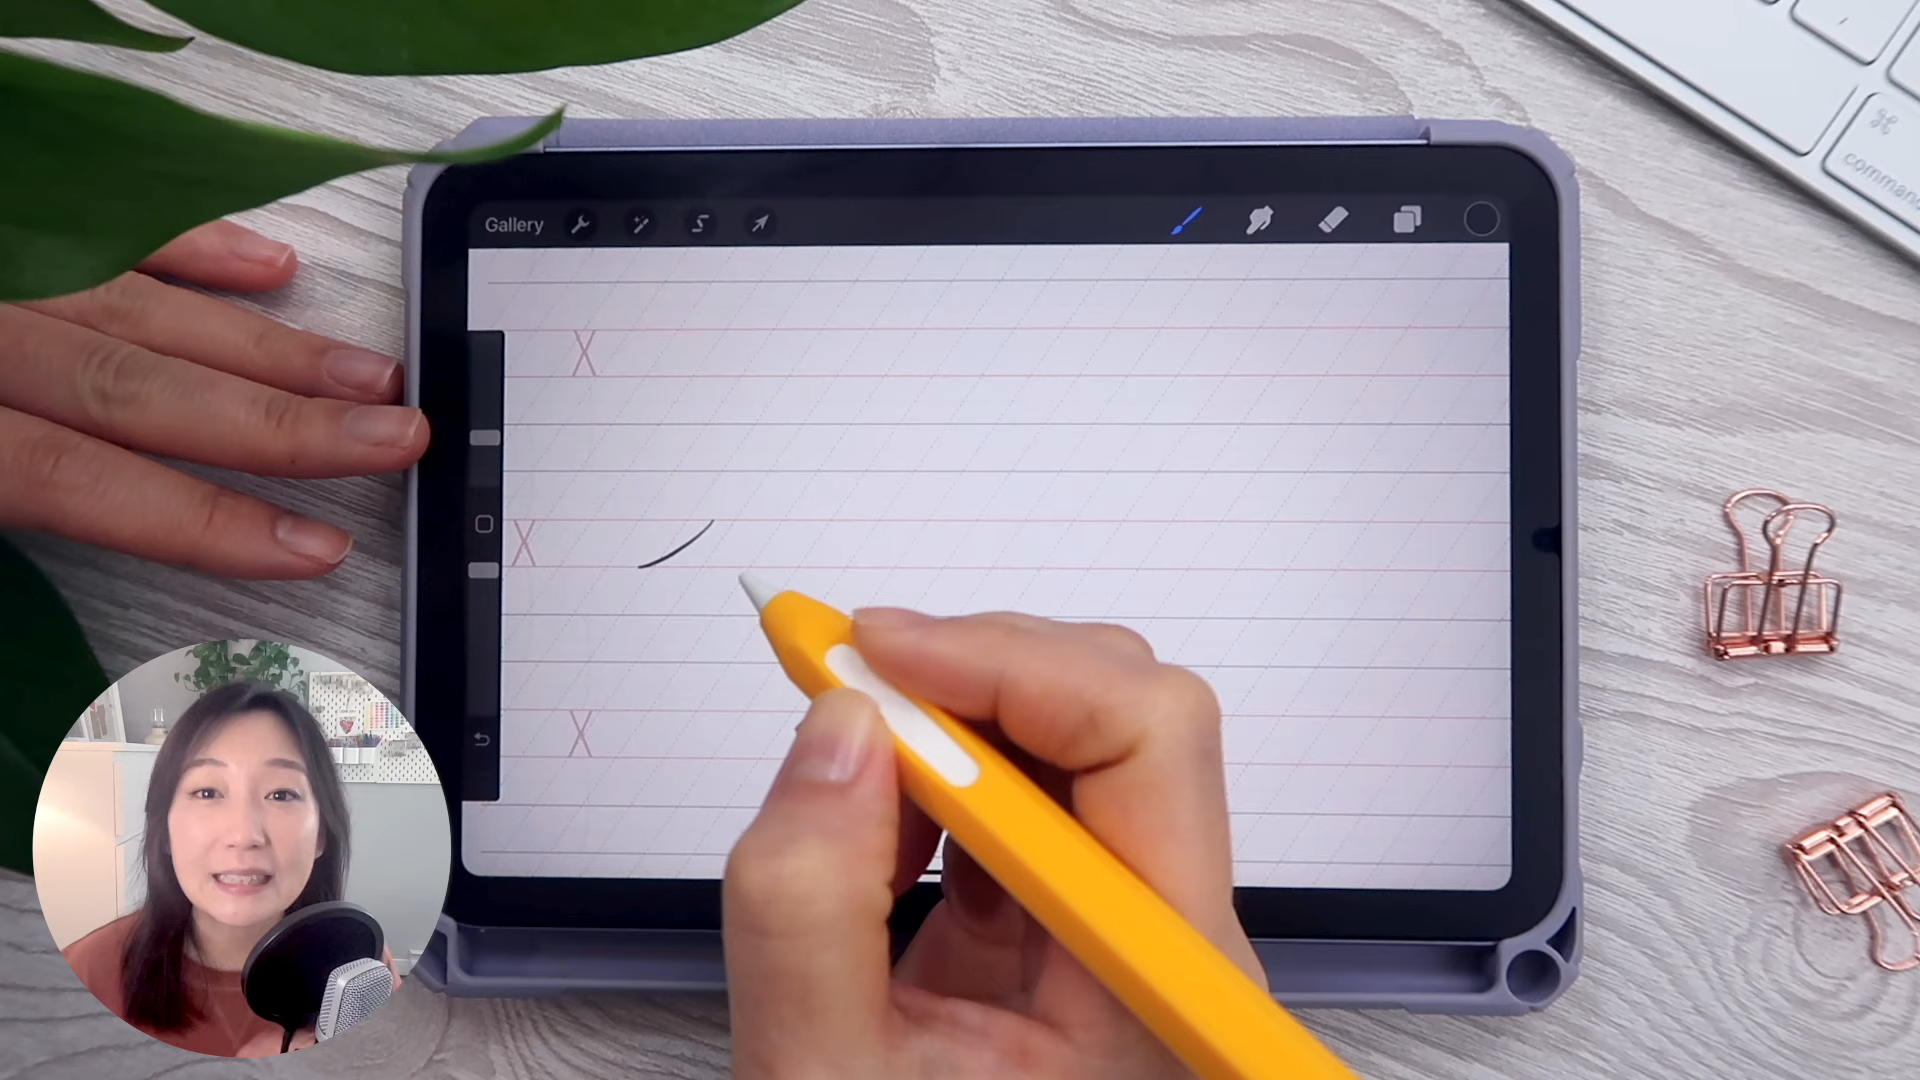 Gallery
⌘
command
X
X
X